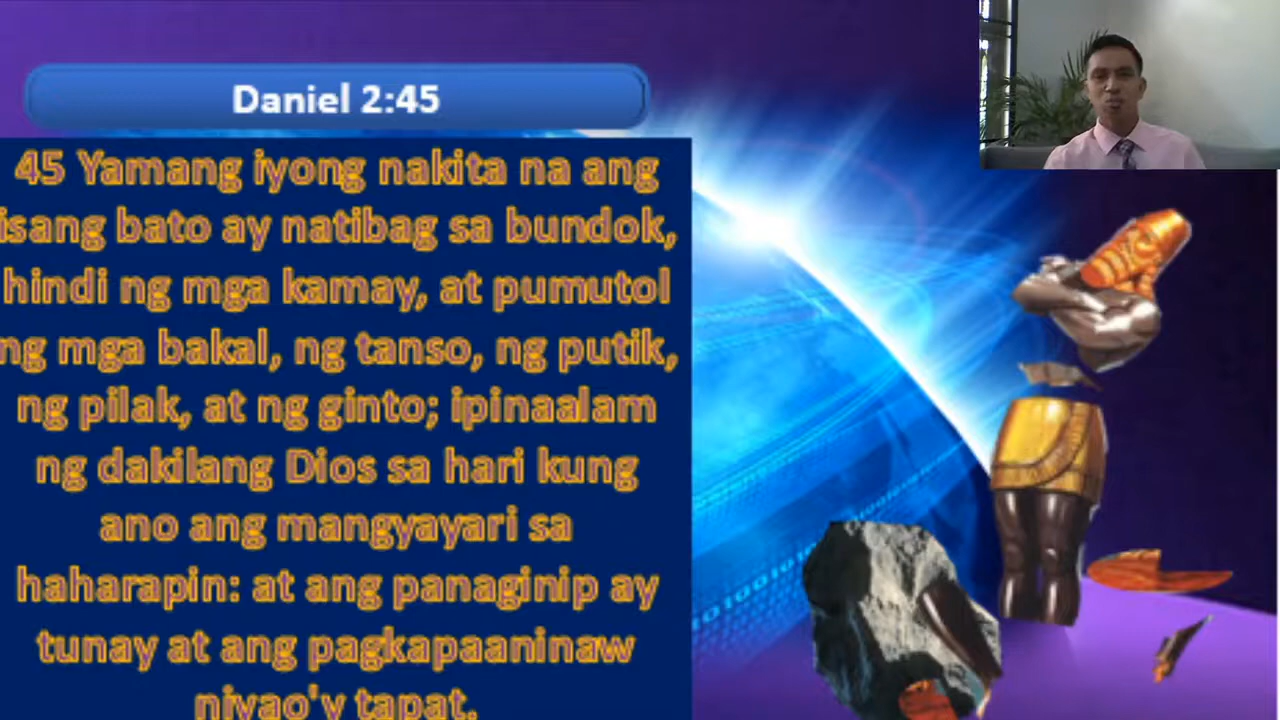 Daniel 2:45
45 Yamang iyong nakita na ang
isang bato ay natibag sa bundok,
hindi ng mga kamay, at pumutol
ng mga bakal, ng tanso, ng putik,
ng pilak, at ng ginto; ipinaalam
ng dakilang Dios sa hari kung
ano ang mangyayari sa
haharapin: at ang panaginip ay
tunay at ang pagkapaaninaw
niyao'y tapat.